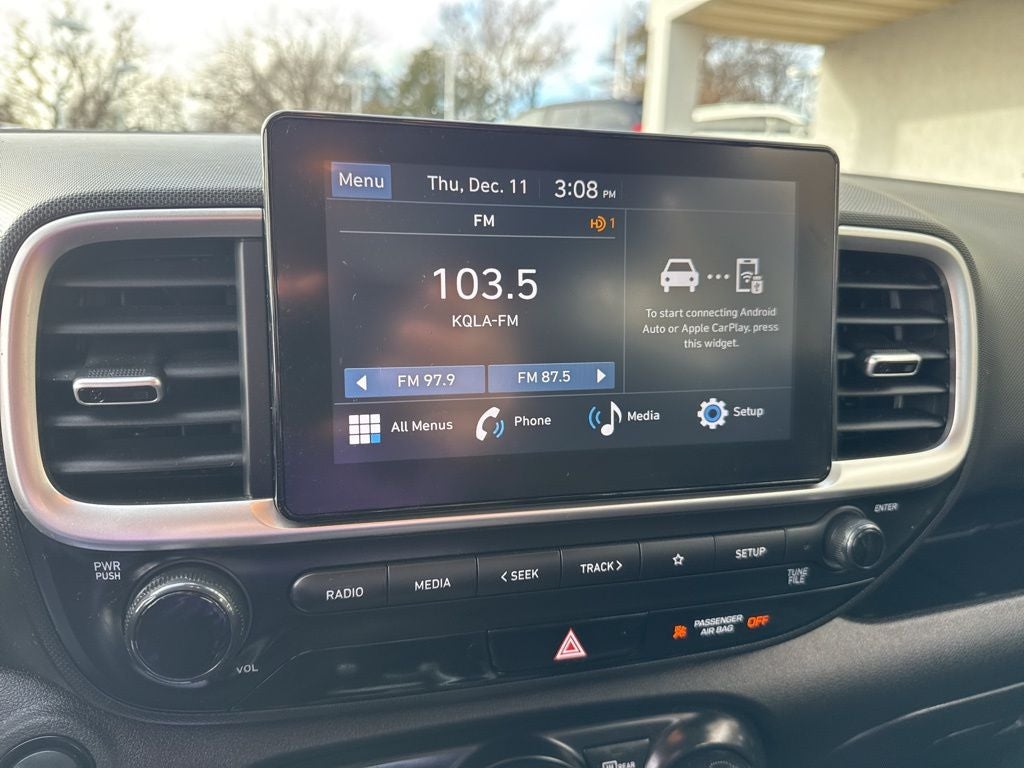 Menu Thu, Dec. 11 3:08 PM
FM HD 1
103.5
KQLA-FM
To start connecting Android
Auto or Apple CarPlay, press
this widget.
FM 97.9 FM 87.5
All Menus Phone Media Setup
ENTER
PWR
PUSH
RADIO MEDIA < SEEK TRACK > SETUP
TUNE
FILE
VOL
PASSENGER
AIR BAG OFF
REAR